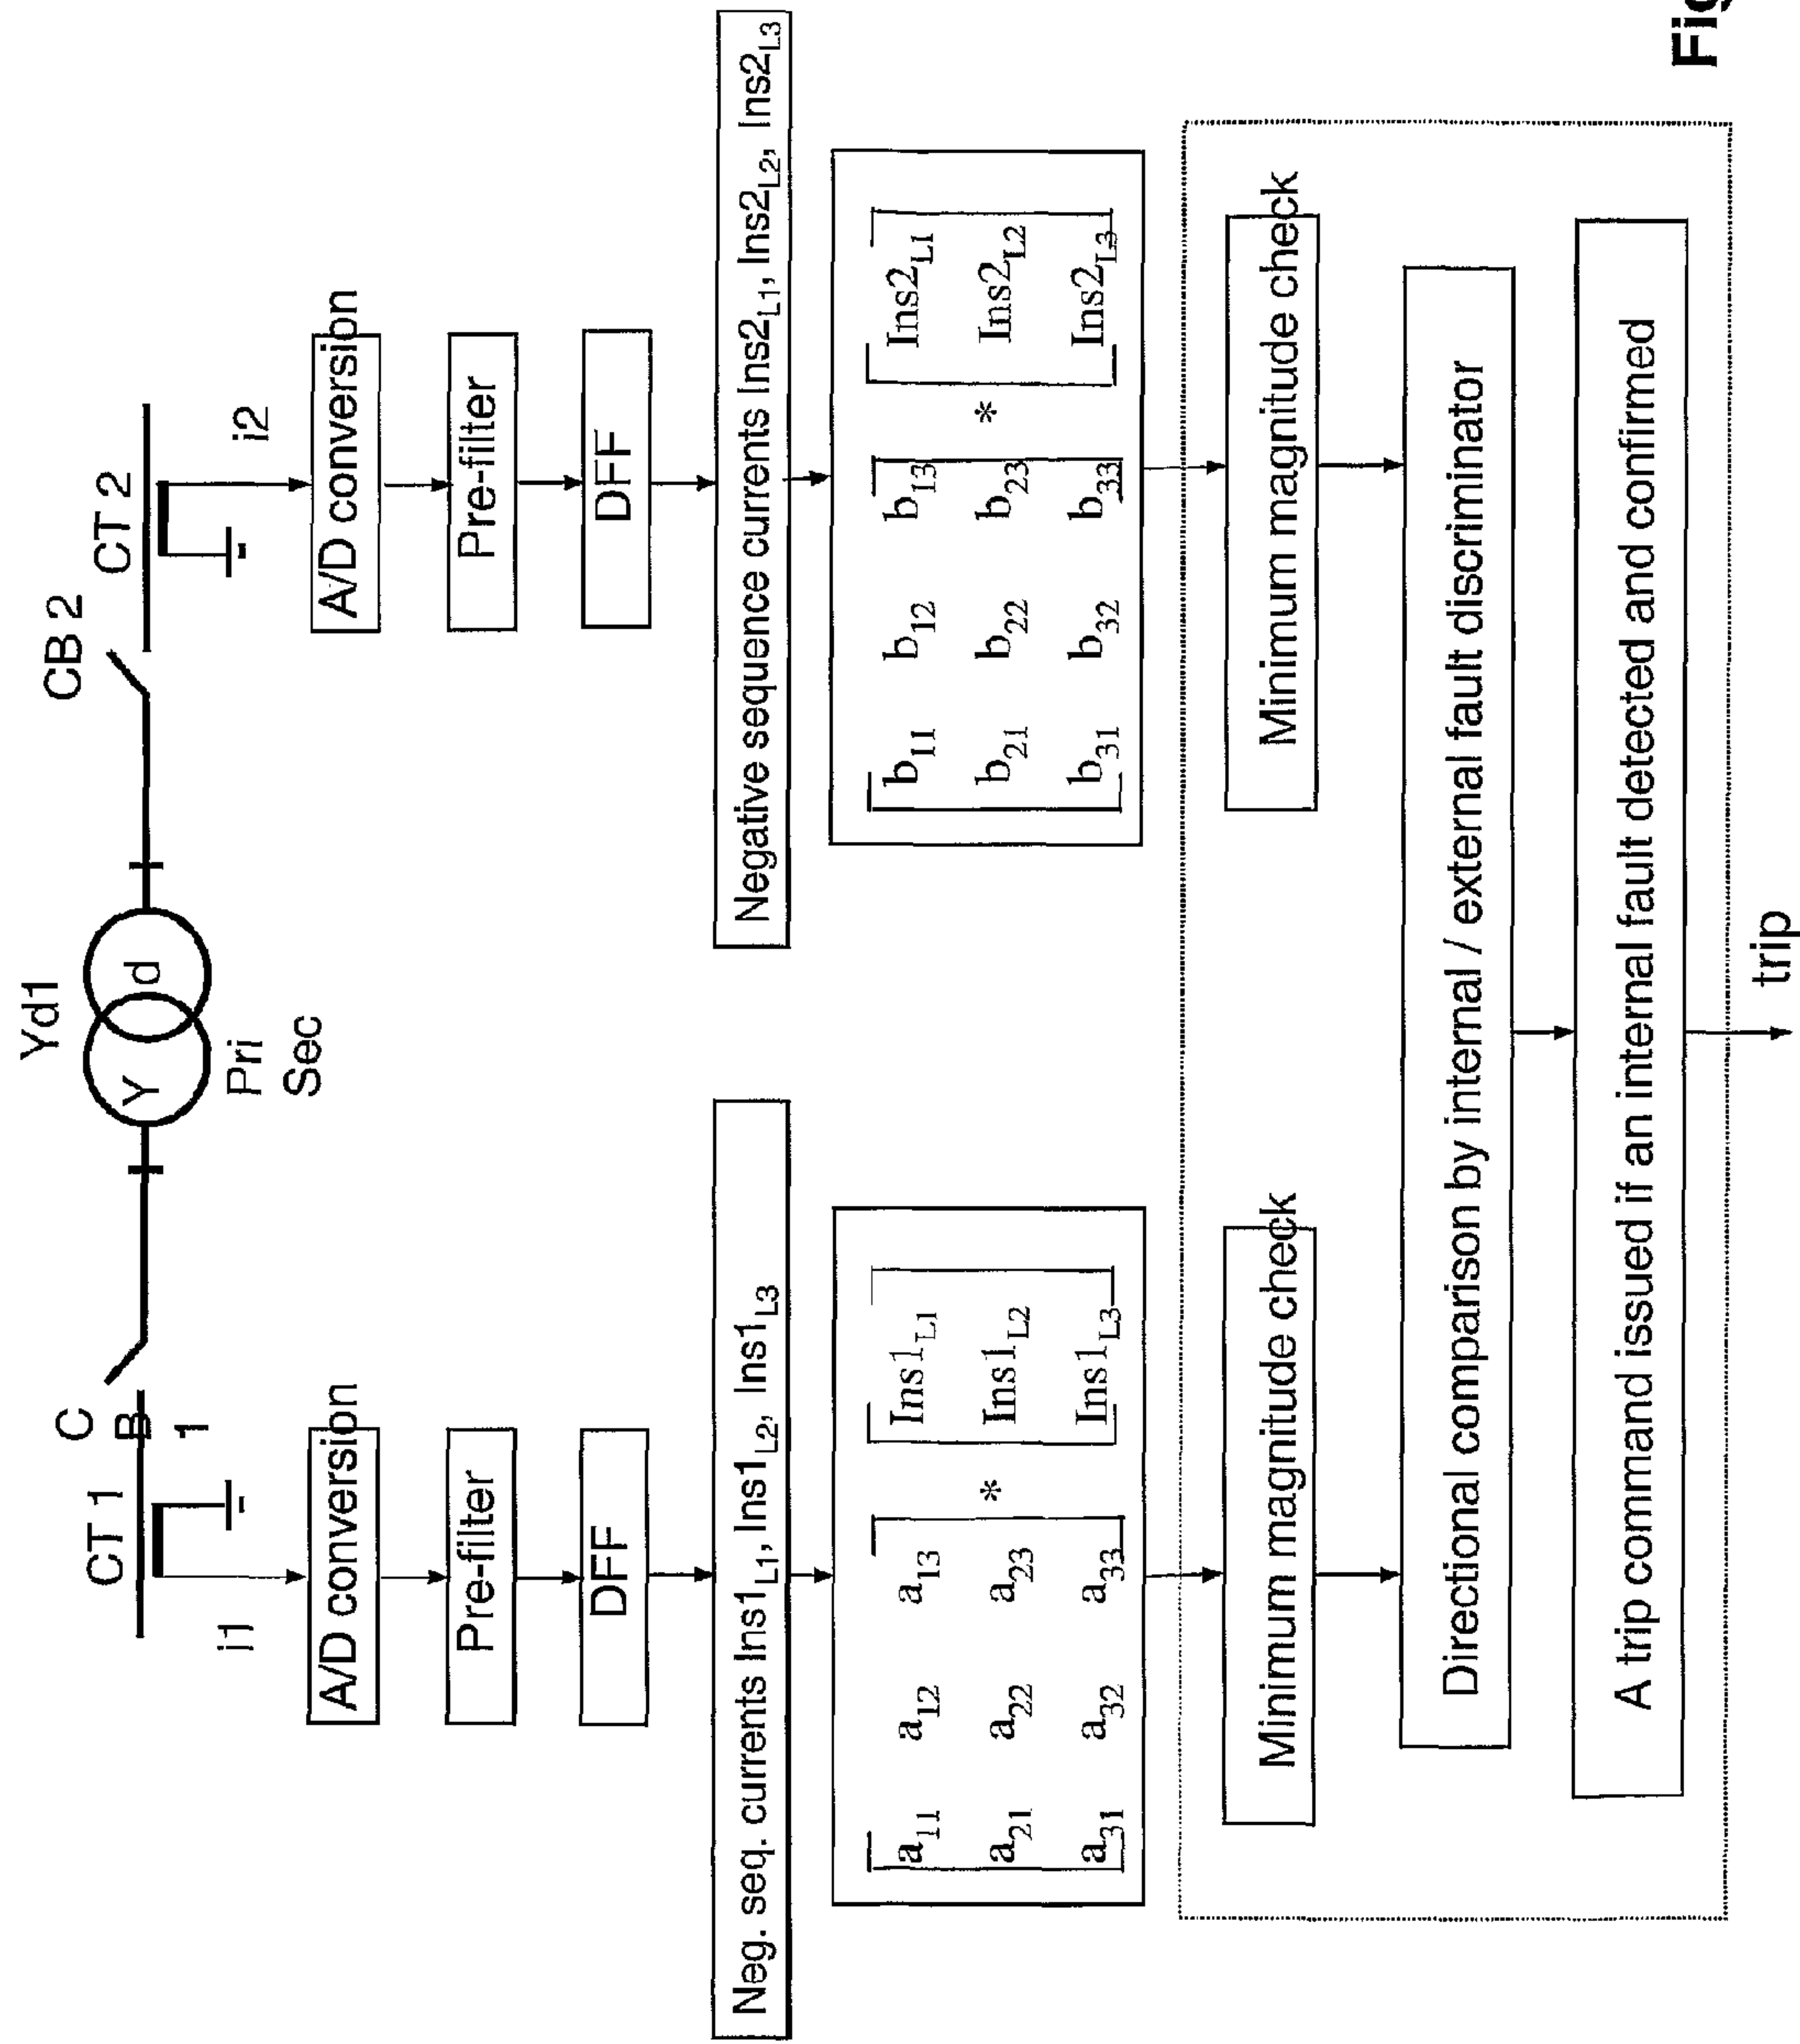 Yd1
C
B
1
CB 2
CT 1
CT 2
Y
d
Pri
Sec
i1
i2
A/D conversion
A/D conversion
Pre-filter
Pre-filter
DFF
DFF
Neg. seq. currents Ins1L1, Ins1L2, Ins1L3
Negative sequence currents Ins2L1, Ins2L2, Ins2L3
a11 a12 a13 * Ins1L1
a21 a22 a23 Ins1L2
a31 a32 a33 Ins1L3
b11 b12 b13 * Ins2L1
b21 b22 b23 Ins2L2
b31 b32 b33 Ins2L3
Minimum magnitude check
Minimum magnitude check
Directional comparison by internal / external fault discriminator
A trip command issued if an internal fault detected and confirmed
trip